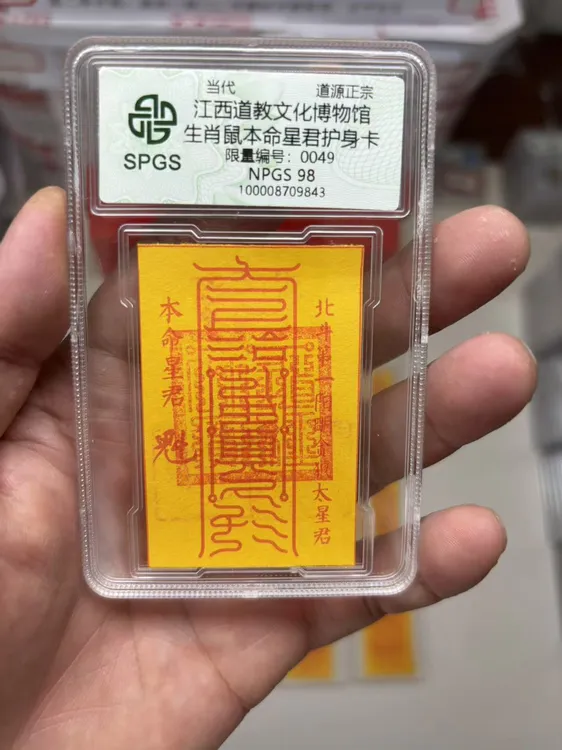 当代 道源正宗
江西道教文化博物馆
生肖鼠本命星君护身卡
限量编号：0049
NPGS 98
100008709843
SPGS
北斗第一阳明贪狼太星君
本命星君